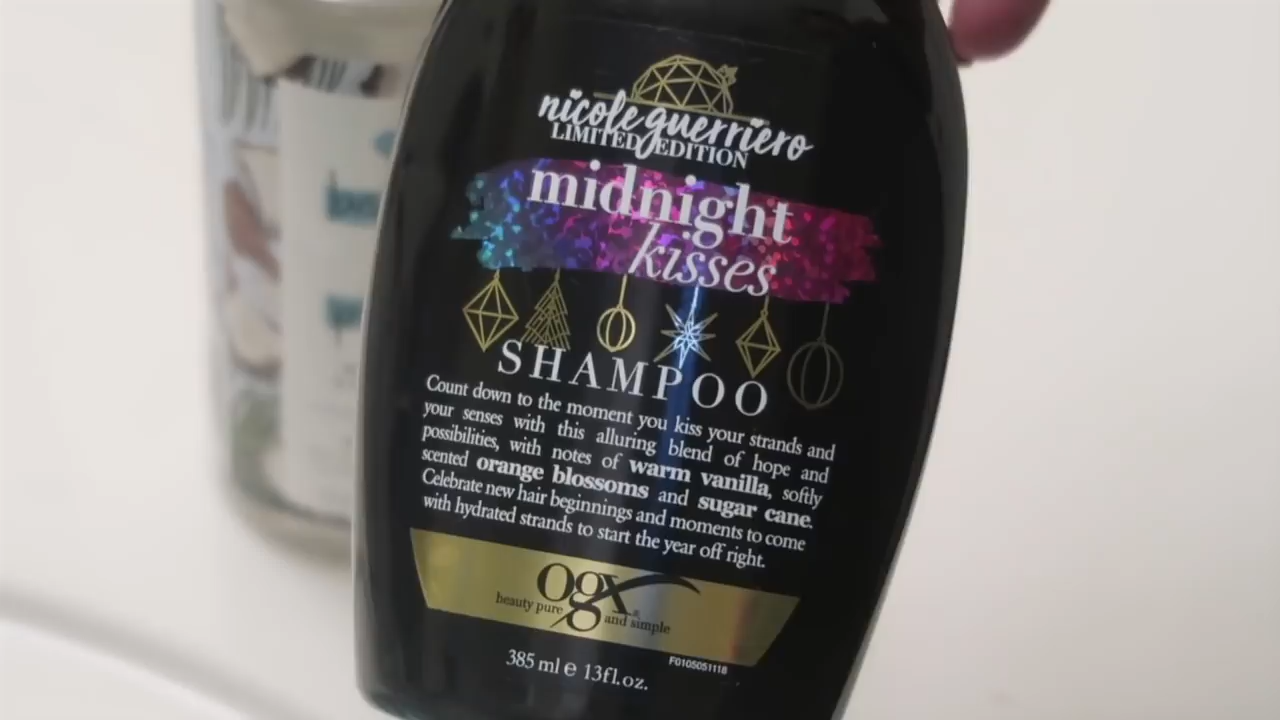 nicole guerriero
LIMITED EDITION
midnight
kisses
SHAMPOO
Count down to the moment you kiss your strands and
your senses with this alluring blend of hope and
possibilities, with notes of warm vanilla, softly
scented orange blossoms and sugar cane.
Celebrate new hair beginnings and moments to come
with hydrated strands to start the year off right.
ogx®
beauty pure and simple
F0105051118
385 ml e 13fl.oz.